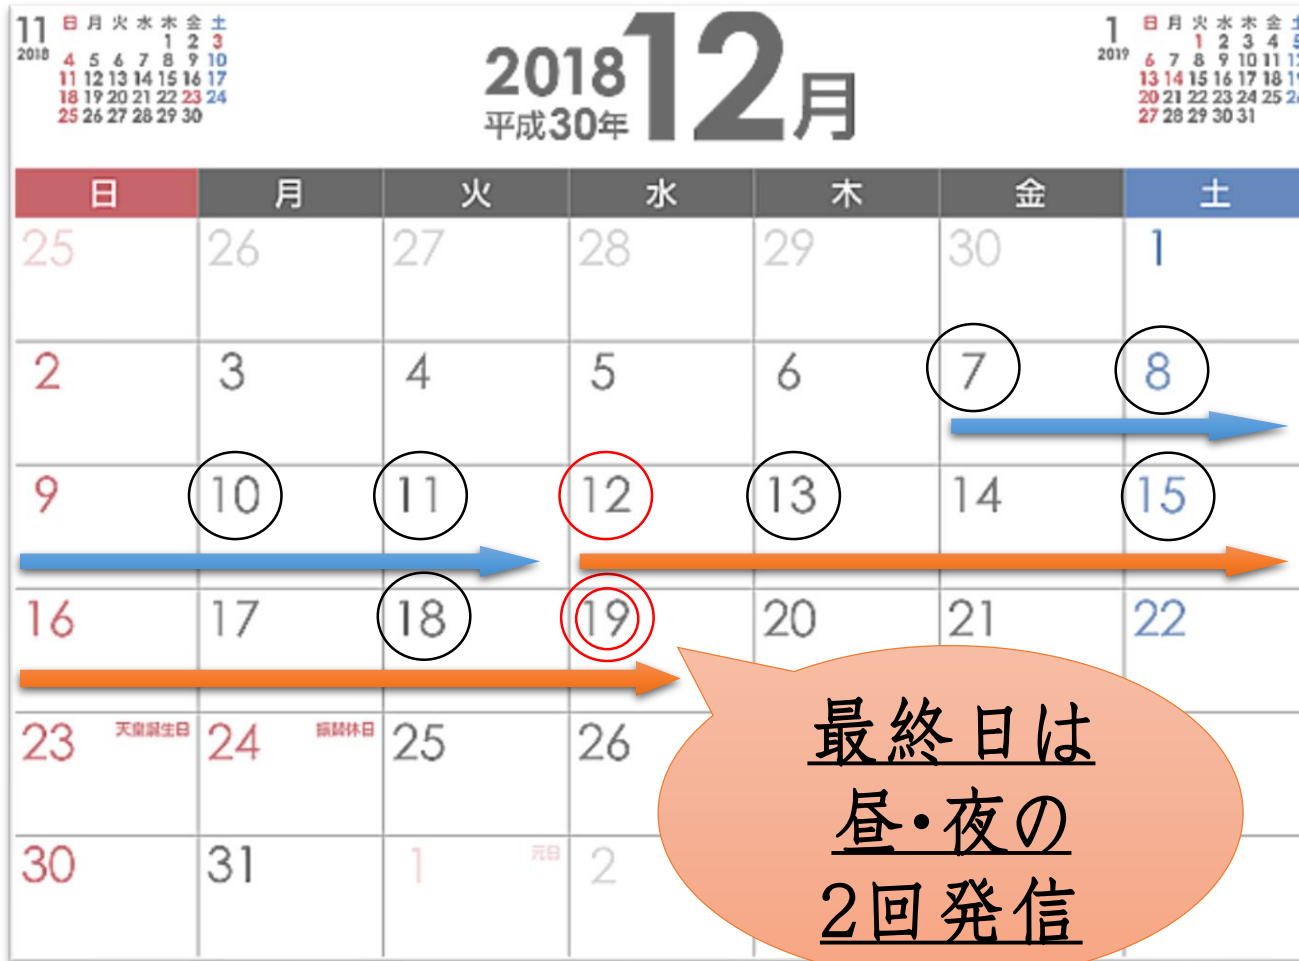 11
2018
日 月 火 水 木 金 土
1 2 3
4 5 6 7 8 9 10
11 12 13 14 15 16 17
18 19 20 21 22 23 24
25 26 27 28 29 30
2018
平成30年
12月
1
2019
日 月 火 水 木 金 土
1 2 3 4 5
6 7 8 9 10 11 12
13 14 15 16 17 18 19
20 21 22 23 24 25 26
27 28 29 30 31
日 月 火 水 木 金 土
25 26 27 28 29 30 1
2 3 4 5 6 7 8
9 10 11 12 13 14 15
16 17 18 19 20 21 22
23 天皇誕生日 24 振替休日 25 26
30 31 1 元日 2
最終日は
昼・夜の
2回発信